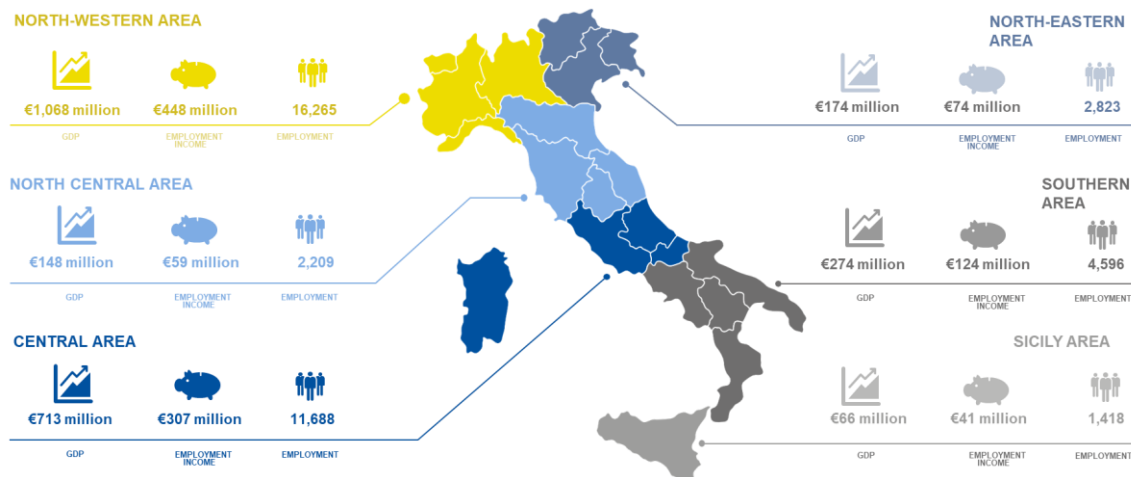 NORTH-WESTERN AREA
€1,068 million €448 million 16,265
GDP EMPLOYMENT INCOME EMPLOYMENT
NORTH CENTRAL AREA
€148 million €59 million 2,209
GDP EMPLOYMENT INCOME EMPLOYMENT
CENTRAL AREA
€713 million €307 million 11,688
GDP EMPLOYMENT INCOME EMPLOYMENT
NORTH-EASTERN
AREA
€174 million €74 million 2,823
GDP EMPLOYMENT INCOME EMPLOYMENT
SOUTHERN
AREA
€274 million €124 million 4,596
GDP EMPLOYMENT INCOME EMPLOYMENT
SICILY AREA
€66 million €41 million 1,418
GDP EMPLOYMENT INCOME EMPLOYMENT